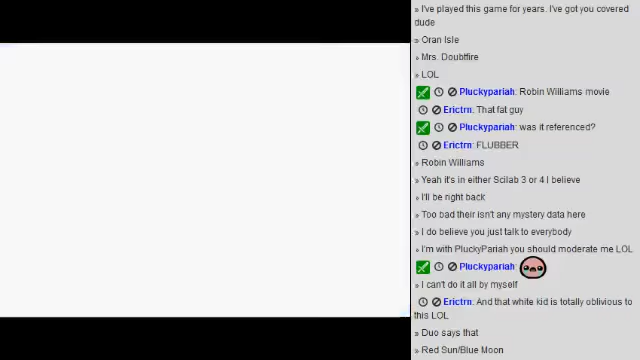 » I've played this game for years. I've got you covered
dude
» Oran Isle
» Mrs. Doubtfire
» LOL
Pluckypariah: Robin Williams movie
Erictrn: That fat guy
Pluckypariah: was it referenced?
Erictrn: FLUBBER
» Robin Williams
» Yeah it's in either Scilab 3 or 4 I believe
» I'll be right back
» Too bad their isn't any mystery data here
» I do believe you just talk to everybody
» I'm with PluckyPariah you should moderate me LOL
Pluckypariah:
» I can't do it all by myself
Erictrn: And that white kid is totally oblivious to
this LOL
» Duo says that
» Red Sun/Blue Moon